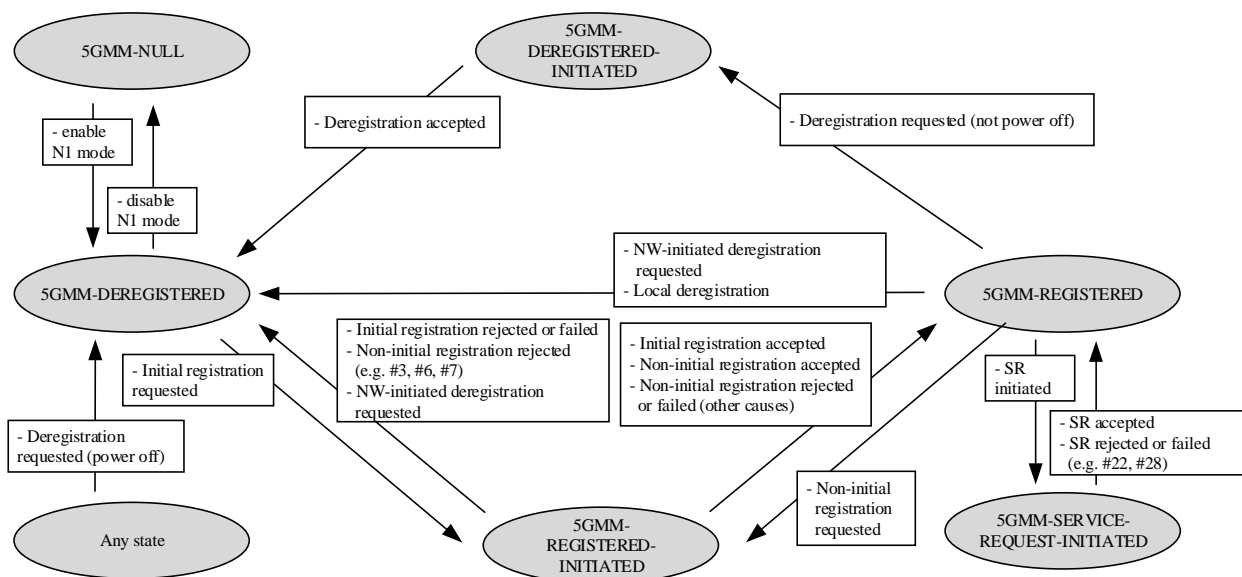 5GMM-NULL
5GMM-
DEREGISTERED-
INITIATED
- enable
N1 mode
- disable
N1 mode
- Deregistration accepted
- Deregistration requested (not power off)
5GMM-DEREGISTERED
- NW-initiated deregistration
requested
- Local deregistration
5GMM-REGISTERED
- Initial registration
requested
- Initial registration rejected or failed
- Non-initial registration rejected
(e.g. #3, #6, #7)
- NW-initiated deregistration
requested
- Initial registration accepted
- Non-initial registration accepted
- Non-initial registration rejected
or failed (other causes)
- SR
initiated
- SR accepted
- SR rejected or failed
(e.g. #22, #28)
- Deregistration
requested (power off)
- Non-initial
registration
requested
Any state
5GMM-
REGISTERED-
INITIATED
5GMM-SERVICE-
REQUEST-INITIATED